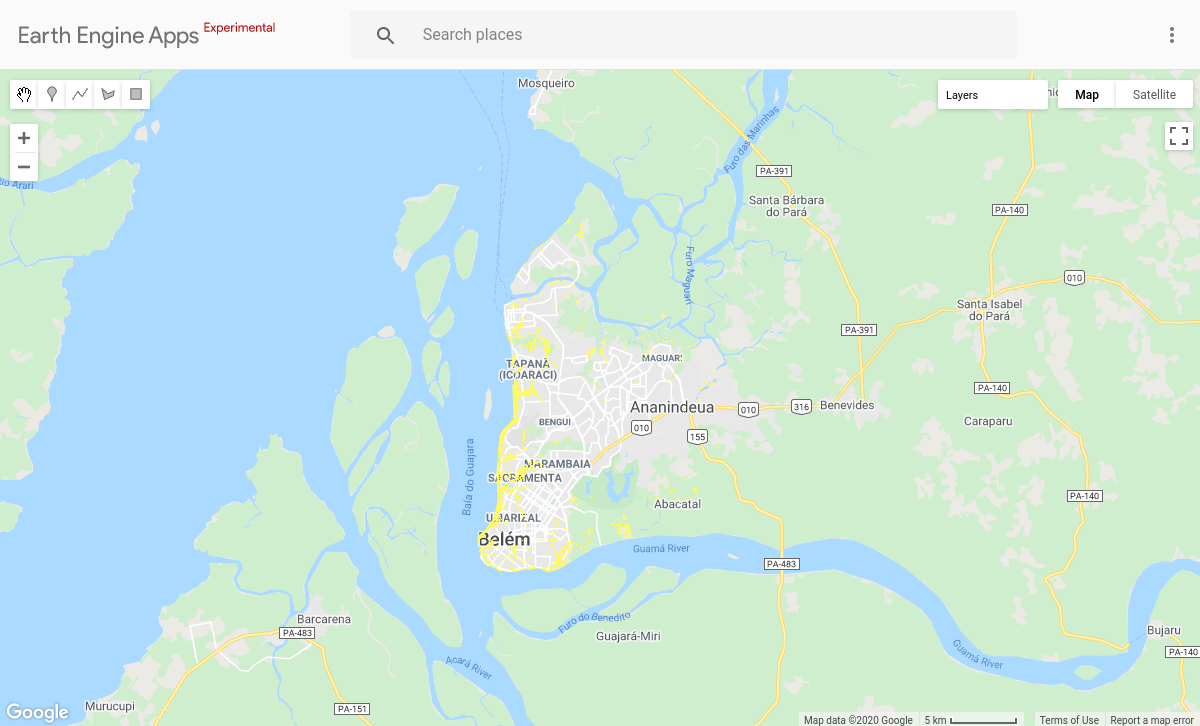 Earth Engine Apps Experimental
Search places
Layers
Map
Satellite
Mosqueiro
Furo das Marinhas
PA-391
Santa Bárbara
do Pará
PA-140
Furo Maguari
010
Santa Isabel
do Pará
PA-391
TAPANÃ
(ICOARACI)
MAGUARI
PA-140
Ananindeua
010
316
Benevides
BENGUI
010
155
Caraparu
Baía do Guajara
MARAMBAIA
SACRAMENTA
PA-140
Abacatal
UMARIZAL
Belém
Guamá River
PA-483
Furo do Benedito
Barcarena
PA-483
Guajará-Miri
Bujaru
PA-140
Guamá River
Acará River
Murucupi
PA-151
Google
Map data ©2020 Google
5 km
Terms of Use
Report a map error